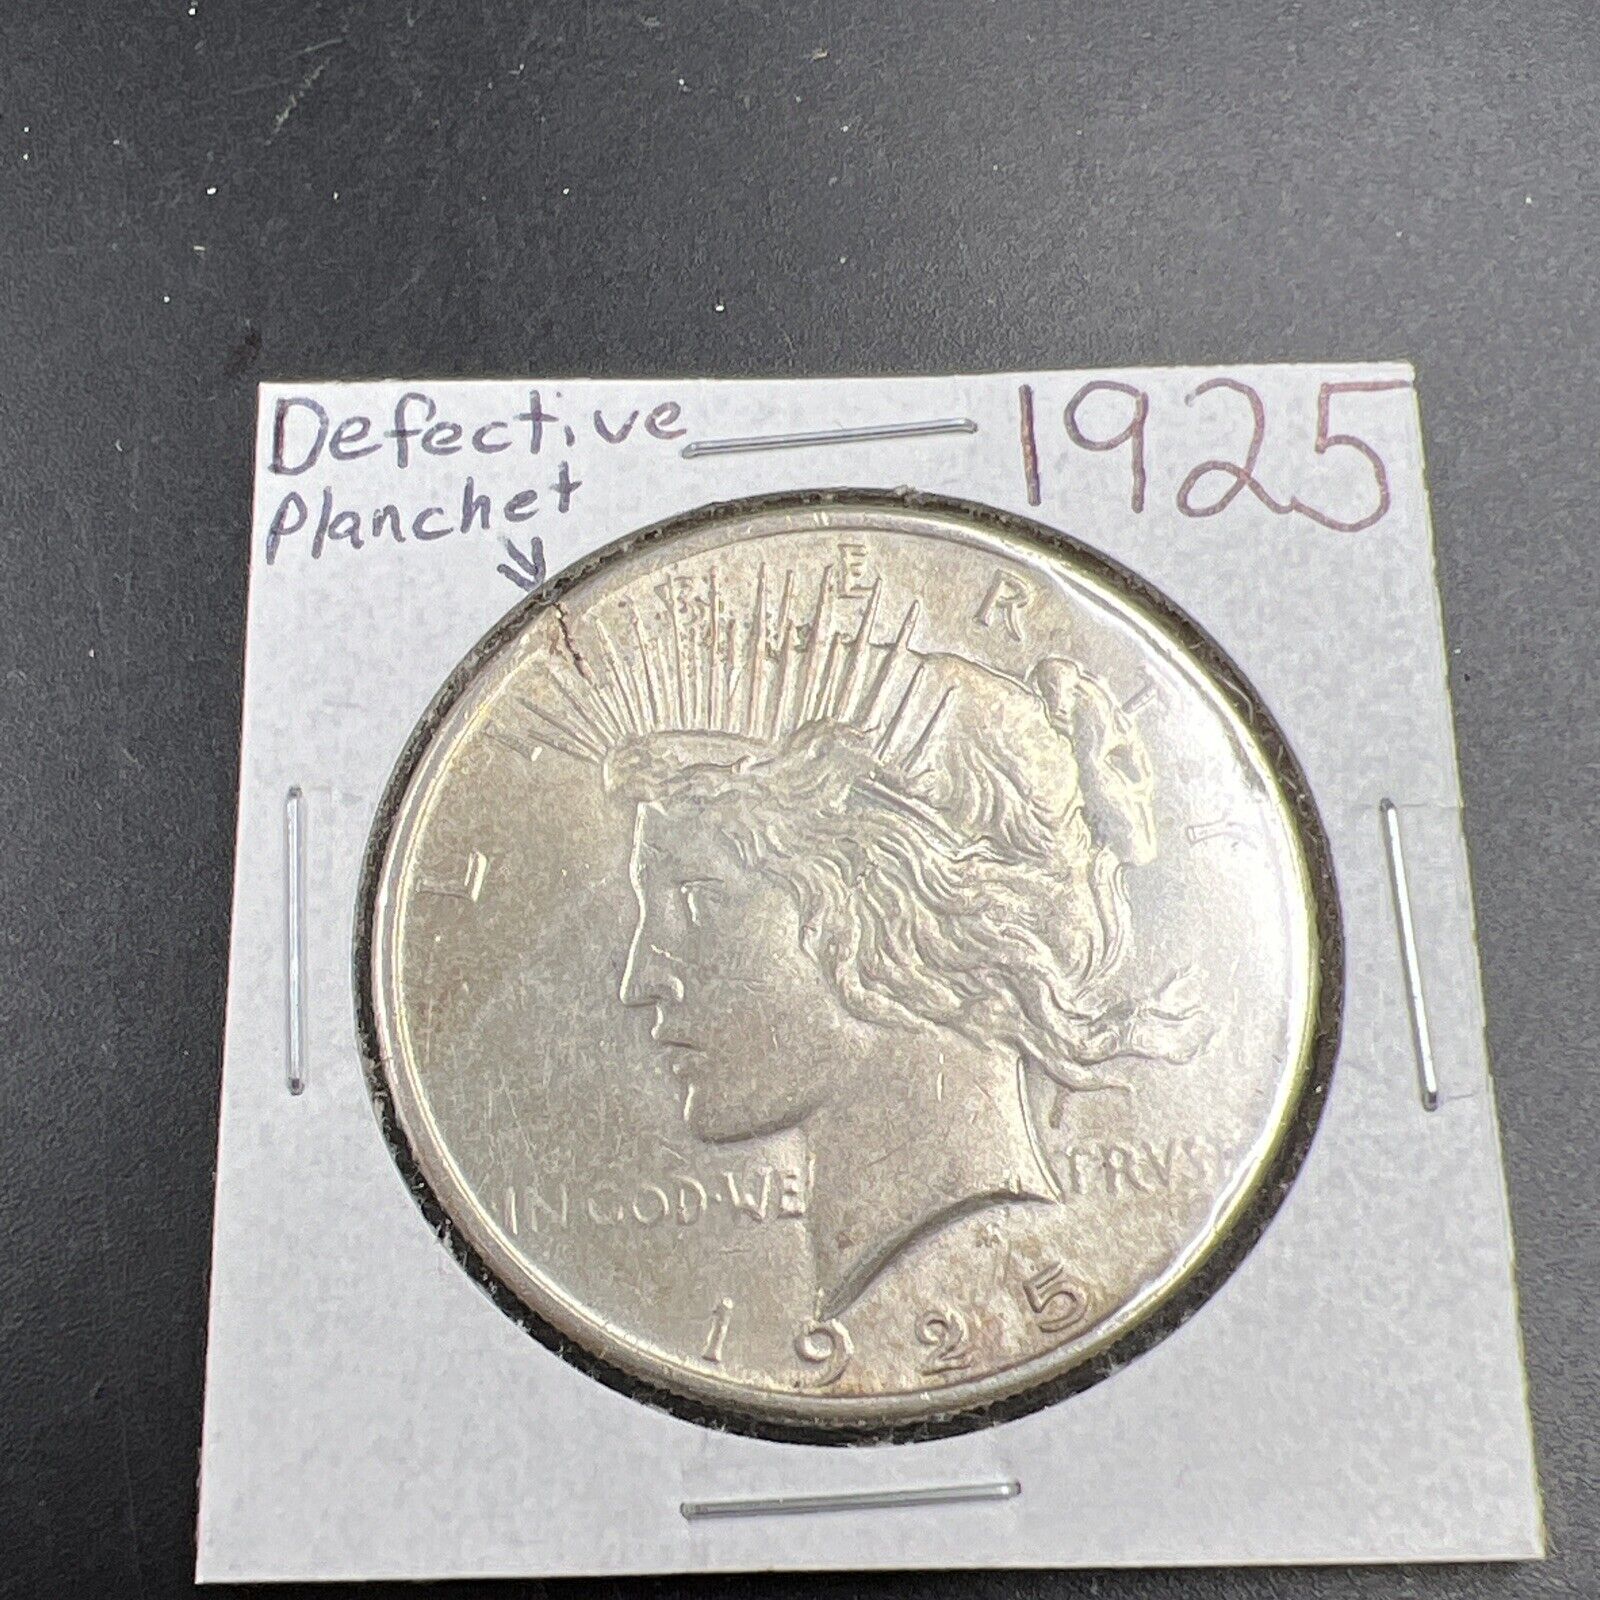 Defective
Planchet
1925
LIBERTY
IN GOD·WE TRVST
1925